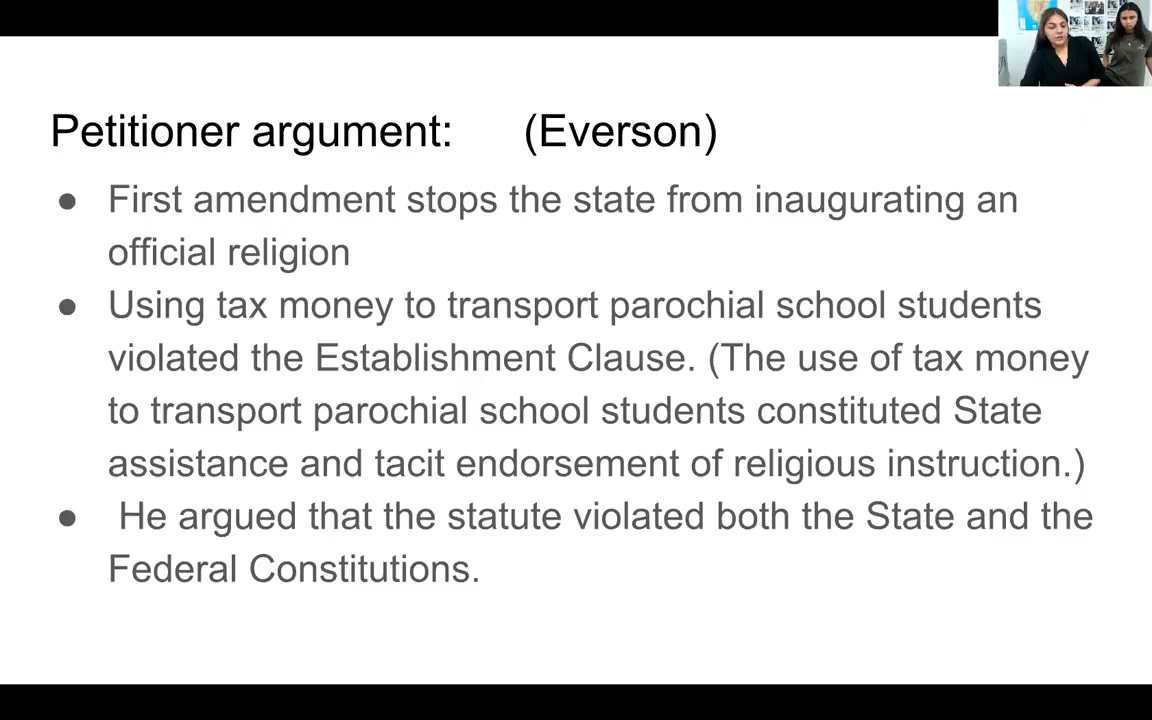 Petitioner argument: (Everson)
● First amendment stops the state from inaugurating an
official religion
● Using tax money to transport parochial school students
violated the Establishment Clause. (The use of tax money
to transport parochial school students constituted State
assistance and tacit endorsement of religious instruction.)
● He argued that the statute violated both the State and the
Federal Constitutions.